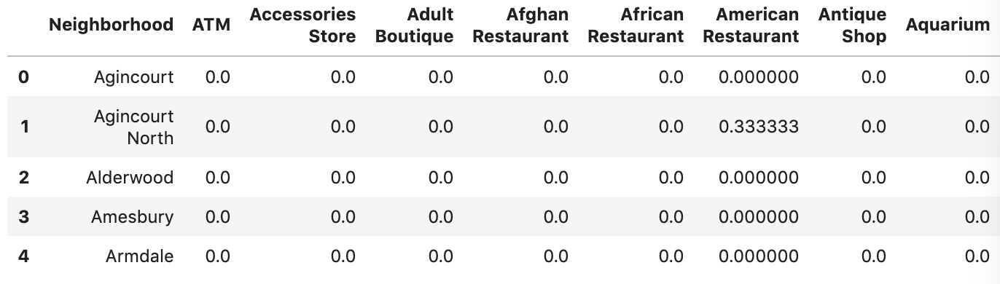 Neighborhood ATM Accessories Store Adult Boutique Afghan Restaurant African Restaurant American Restaurant Antique Shop Aquarium
0 Agincourt 0.0 0.0 0.0 0.0 0.0 0.000000 0.0 0.0
1 Agincourt North 0.0 0.0 0.0 0.0 0.0 0.333333 0.0 0.0
2 Alderwood 0.0 0.0 0.0 0.0 0.0 0.000000 0.0 0.0
3 Amesbury 0.0 0.0 0.0 0.0 0.0 0.000000 0.0 0.0
4 Armdale 0.0 0.0 0.0 0.0 0.0 0.000000 0.0 0.0